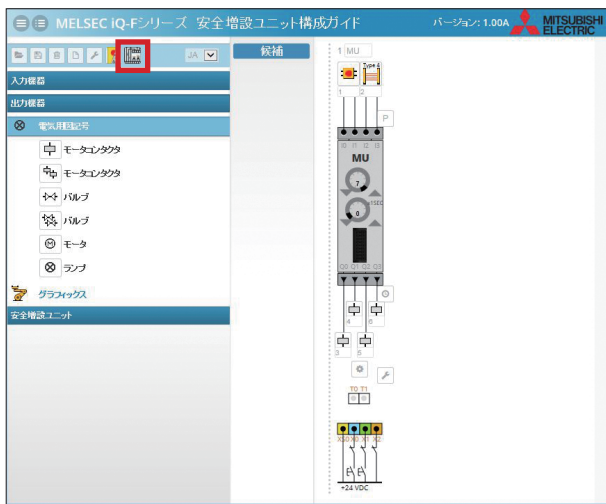 MELSEC iQ-Fシリーズ 安全増設ユニット構成ガイド
バージョン: 1.00A
MITSUBISHI
ELECTRIC
JA
候補
入力機器
出力機器
電気用図記号
モータコンタクタ
モータコンタクタ
バルブ
バルブ
モータ
ランプ
グラフィックス
安全増設ユニット
1 MU
Type 4
1 2
P
I0 I1 I2 I3
MU
7
0
Q0 Q1 Q2 Q3
4 6
3 5
T0 T1
XS0 X0 X1 X2
+24 VDC